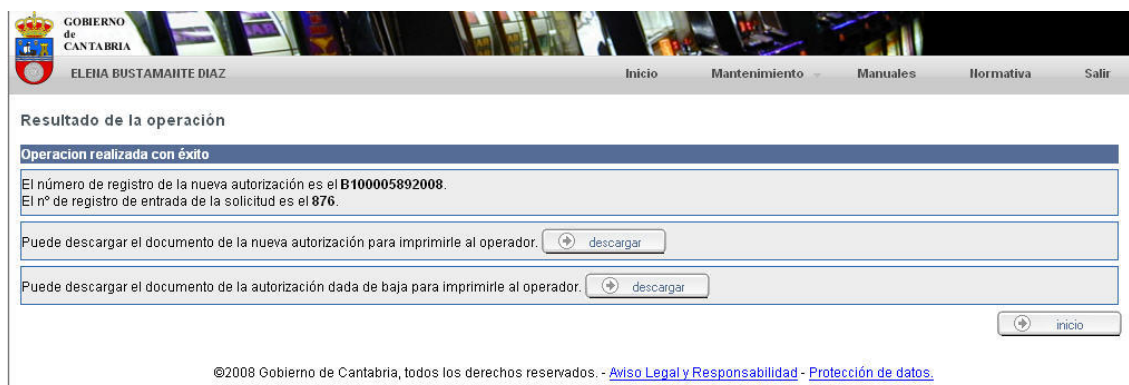 GOBIERNO
de
CANTABRIA
ELENA BUSTAMANTE DIAZ
Inicio
Mantenimiento
Manuales
Normativa
Salir
Resultado de la operación
Operacion realizada con éxito
El número de registro de la nueva autorización es el B100005892008.
El nº de registro de entrada de la solicitud es el 876.
Puede descargar el documento de la nueva autorización para imprimirle al operador. descargar
Puede descargar el documento de la autorización dada de baja para imprimirle al operador. descargar
inicio
©2008 Gobierno de Cantabria, todos los derechos reservados. - Aviso Legal y Responsabilidad - Protección de datos.